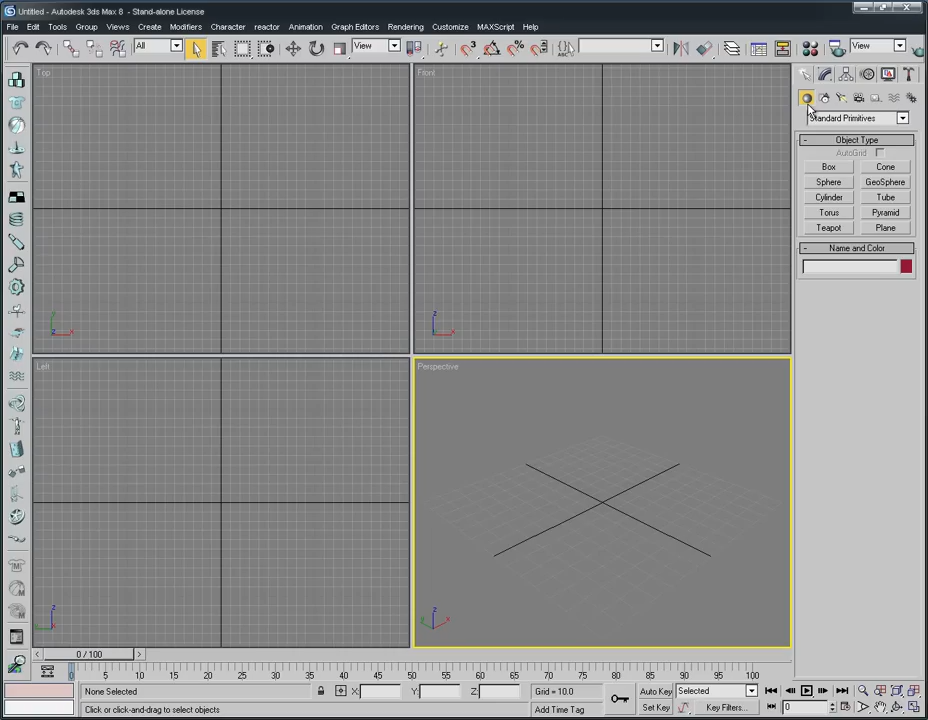 Untitled - Autodesk 3ds Max 8 - Stand-alone License
File Edit Tools Group Views Create Modifiers Character reactor Animation Graph Editors Rendering Customize MAXScript Help
All View View
Top Front
Standard Primitives
- Object Type
AutoGrid
Box Cone
Sphere GeoSphere
Cylinder Tube
Torus Pyramid
Teapot Plane
- Name and Color
z
y x
x
Left Perspective
z
y
z
y x
< 0 / 100 >
0 5 10 15 20 25 30 35 40 45 50 55 60 65 70 75 80 85 90 95 100
None Selected X: Y: Z: Grid = 10.0 Auto Key Selected
Click or click-and-drag to select objects Add Time Tag Set Key Key Filters... 0